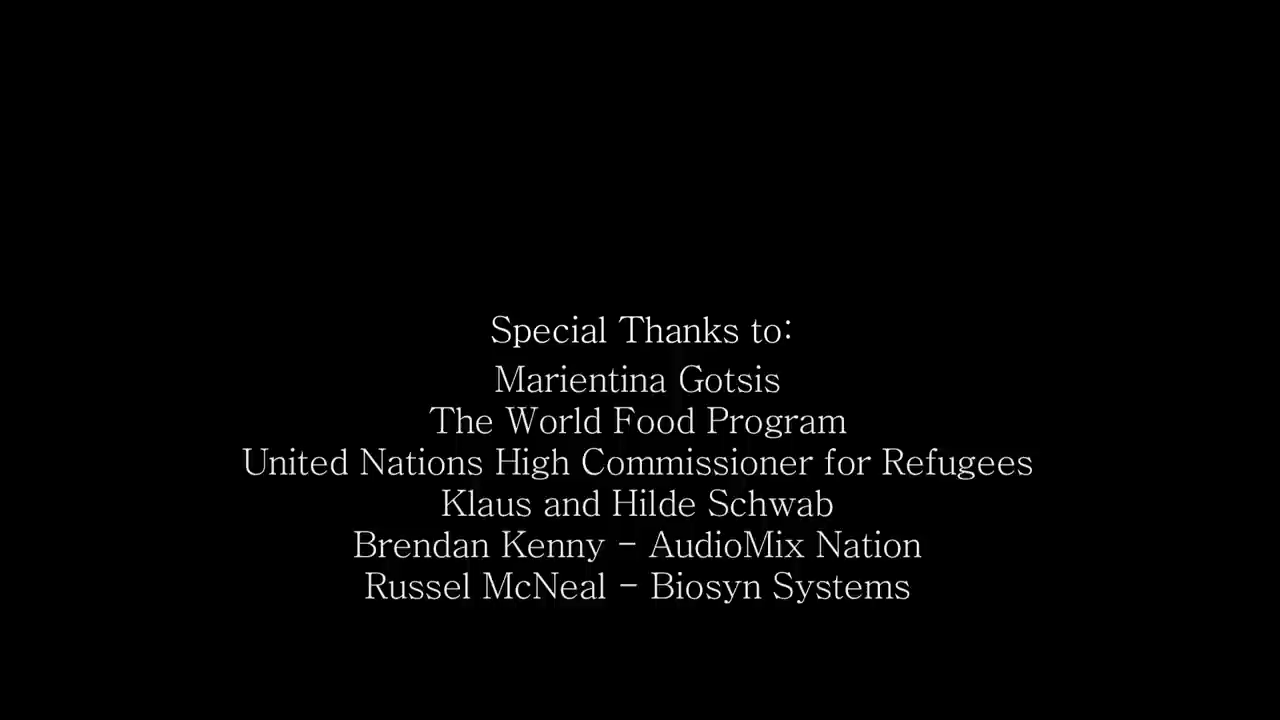 Special Thanks to:
Marientina Gotsis
The World Food Program
United Nations High Commissioner for Refugees
Klaus and Hilde Schwab
Brendan Kenny - AudioMix Nation
Russel McNeal - Biosyn Systems